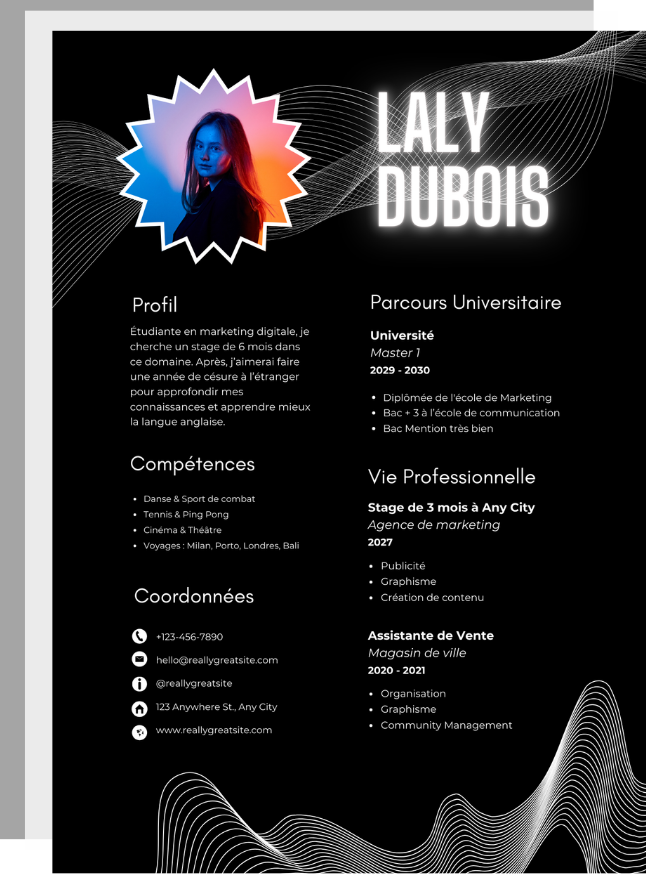 LALY
DUBOIS
Profil
Étudiante en marketing digitale, je
cherche un stage de 6 mois dans
ce domaine. Après, j'aimerai faire
une année de césure à l'étranger
pour approfondir mes
connaissances et apprendre mieux
la langue anglaise.
Compétences
• Danse & Sport de combat
• Tennis & Ping Pong
• Cinéma & Théâtre
• Voyages : Milan, Porto, Londres, Bali
Coordonnées
+123-456-7890
hello@reallygreatsite.com
@reallygreatsite
123 Anywhere St., Any City
www.reallygreatsite.com
Parcours Universitaire
Université
Master 1
2029 - 2030
• Diplômée de l'école de Marketing
• Bac + 3 à l'école de communication
• Bac Mention très bien
Vie Professionnelle
Stage de 3 mois à Any City
Agence de marketing
2027
• Publicité
• Graphisme
• Création de contenu
Assistante de Vente
Magasin de ville
2020 - 2021
• Organisation
• Graphisme
• Community Management